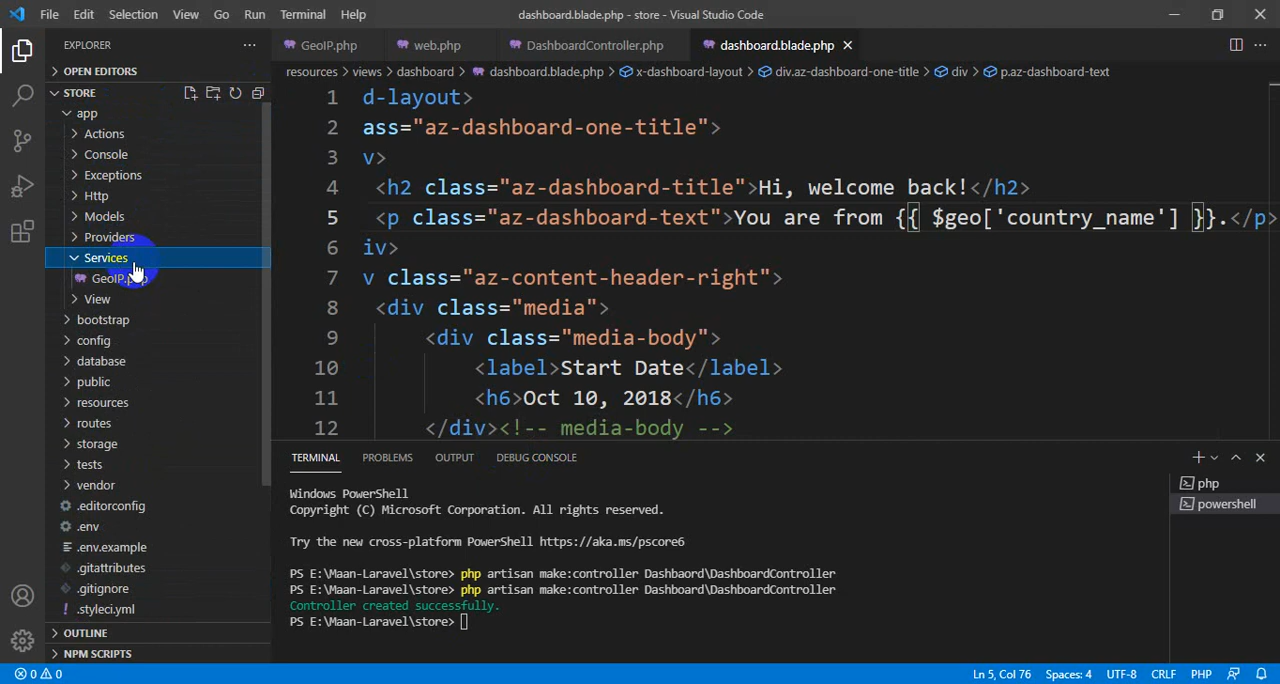 File Edit Selection View Go Run Terminal Help
dashboard.blade.php - store - Visual Studio Code
EXPLORER
OPEN EDITORS
STORE
app
Actions
Console
Exceptions
Http
Models
Providers
Services
GeoIP.php
View
bootstrap
config
database
public
resources
routes
storage
tests
vendor
.editorconfig
.env
.env.example
.gitattributes
.gitignore
.styleci.yml
OUTLINE
NPM SCRIPTS
GeoIP.php web.php DashboardController.php dashboard.blade.php
resources > views > dashboard > dashboard.blade.php > x-dashboard-layout > div.az-dashboard-one-title > div > p.az-dashboard-text
1 d-layout>
2 ass="az-dashboard-one-title">
3 v>
4 <h2 class="az-dashboard-title">Hi, welcome back!</h2>
5 <p class="az-dashboard-text">You are from {{ $geo['country_name'] }}.</p>
6 iv>
7 v class="az-content-header-right">
8 <div class="media">
9 <div class="media-body">
10 <label>Start Date</label>
11 <h6>Oct 10, 2018</h6>
12 </div><!-- media-body -->
TERMINAL PROBLEMS OUTPUT DEBUG CONSOLE
Windows PowerShell
Copyright (C) Microsoft Corporation. All rights reserved.
Try the new cross-platform PowerShell https://aka.ms/pscore6
PS E:\Maan-Laravel\store> php artisan make:controller Dashbaord\DashboardController
PS E:\Maan-Laravel\store> php artisan make:controller Dashboard\DashboardController
Controller created successfully.
PS E:\Maan-Laravel\store>
php
powershell
0 0
Ln 5, Col 76 Spaces: 4 UTF-8 CRLF PHP